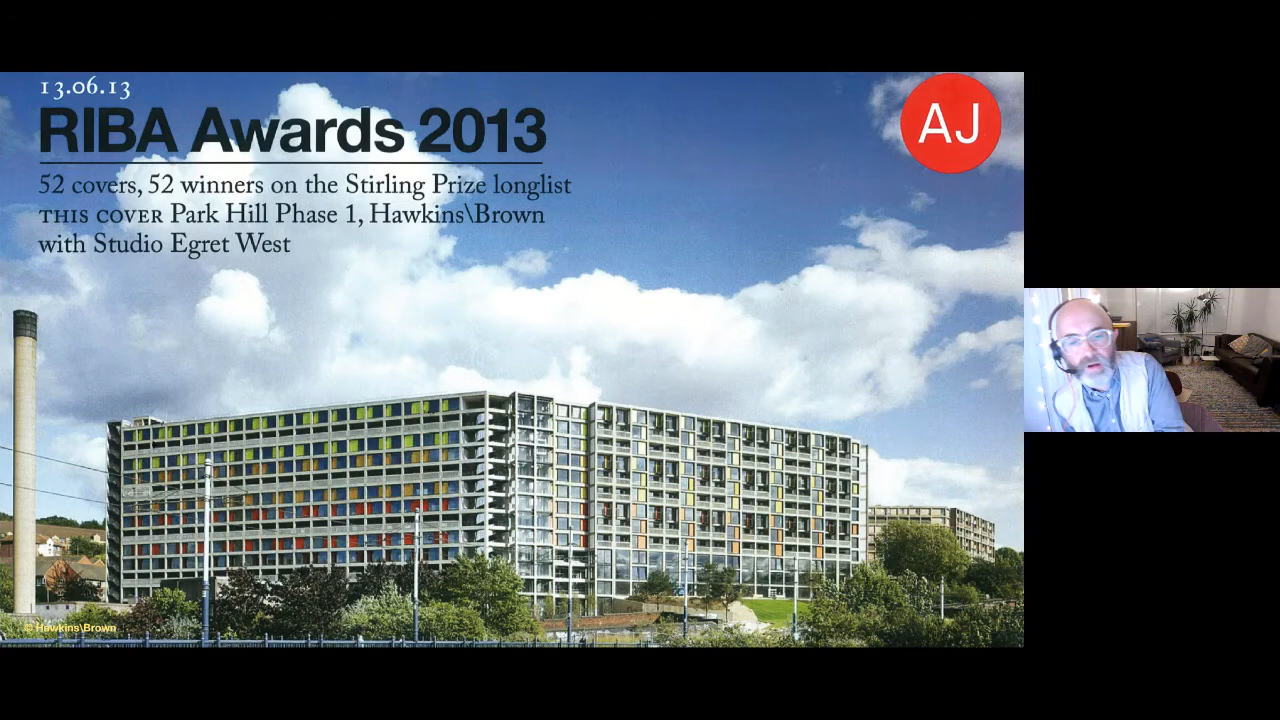 13.06.13
RIBA Awards 2013
AJ
52 covers, 52 winners on the Stirling Prize longlist
THIS COVER Park Hill Phase 1, Hawkins\Brown
with Studio Egret West
© Hawkins\Brown